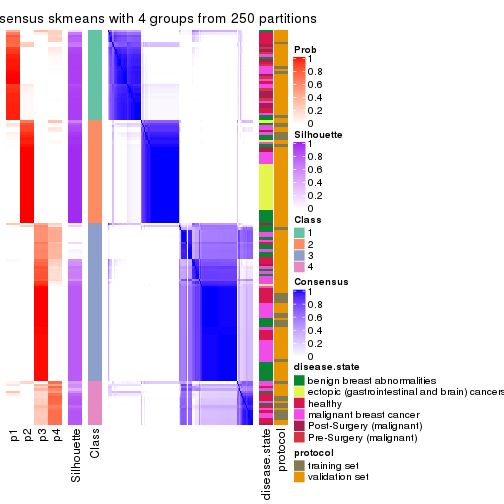 sensus skmeans with 4 groups from 250 partitions
Prob
1
0.8
0.6
0.4
0.2
0
Silhouette
1
0.8
0.6
0.4
0.2
0
Class
1
2
3
4
Consensus
1
0.8
0.6
0.4
0.2
0
disease.state
benign breast abnormalities
ectopic (gastrointestinal and brain) cancers
healthy
malignant breast cancer
Post-Surgery (malignant)
Pre-Surgery (malignant)
protocol
training set
validation set
p1
p2
p3
p4
Silhouette
Class
disease.state
protocol